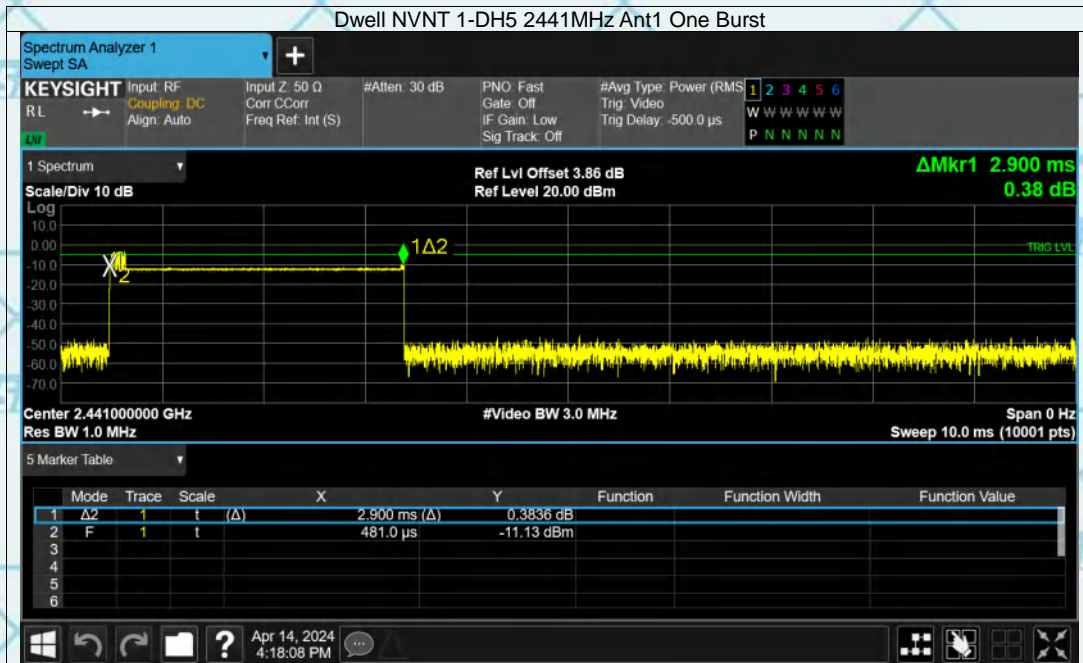 Dwell NVNT 1-DH5 2441MHz Ant1 One Burst
Spectrum Analyzer 1
Swept SA
+
KEYSIGHT Input: RF Input Z: 50 Ω #Atten: 30 dB PNO: Fast #Avg Type: Power (RMS 1 2 3 4 5 6
RL Coupling: DC Corr CCorr Gate: Off Trig: Video W W W W W W
Align: Auto Freq Ref: Int (S) IF Gain: Low Trig Delay: -500.0 µs P N N N N N
LXI Sig Track: Off
1 Spectrum
Ref Lvl Offset 3.86 dB ΔMkr1 2.900 ms
Scale/Div 10 dB Ref Level 20.00 dBm 0.38 dB
Log
10.0
0.00 1Δ2 TRIG LVL
-10.0 X 2
-20.0
-30.0
-40.0
-50.0
-60.0
-70.0
Center 2.441000000 GHz #Video BW 3.0 MHz Span 0 Hz
Res BW 1.0 MHz Sweep 10.0 ms (10001 pts)
5 Marker Table
Mode Trace Scale X Y Function Function Width Function Value
1 Δ2 1 t (Δ) 2.900 ms (Δ) 0.3836 dB
2 F 1 t 481.0 µs -11.13 dBm
3
4
5
6
? Apr 14, 2024
4:18:08 PM